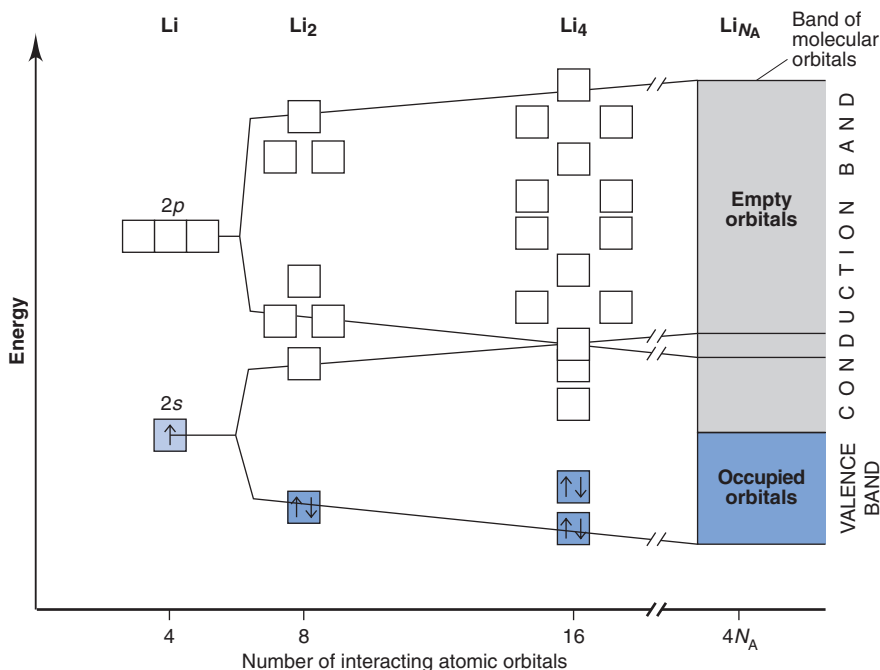 Li
Li2
Li4
LiNA
Band of
molecular
orbitals
2p
2s
Empty
orbitals
Occupied
orbitals
CONDUCTION BAND
VALENCE
BAND
Energy
4
8
16
4NA
Number of interacting atomic orbitals